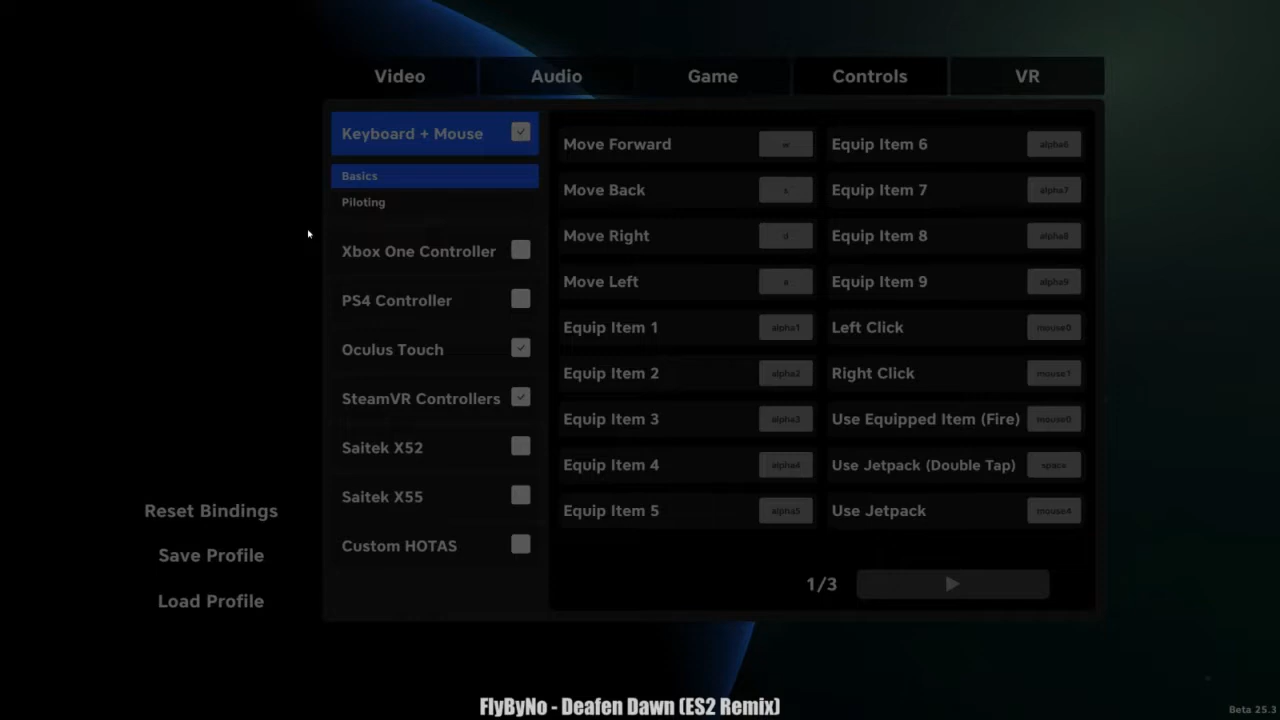 Video
Audio
Game
Controls
VR
Keyboard + Mouse
Basics
Piloting
Xbox One Controller
PS4 Controller
Oculus Touch
SteamVR Controllers
Saitek X52
Saitek X55
Custom HOTAS
Reset Bindings
Save Profile
Load Profile
Move Forward w
Move Back s
Move Right d
Move Left a
Equip Item 1 alpha1
Equip Item 2 alpha2
Equip Item 3 alpha3
Equip Item 4 alpha4
Equip Item 5 alpha5
Equip Item 6 alpha6
Equip Item 7 alpha7
Equip Item 8 alpha8
Equip Item 9 alpha9
Left Click mouse0
Right Click mouse1
Use Equipped Item (Fire) mouse0
Use Jetpack (Double Tap) space
Use Jetpack mouse4
1/3
FlyByNo - Deafen Dawn (ES2 Remix)
Beta 25.3